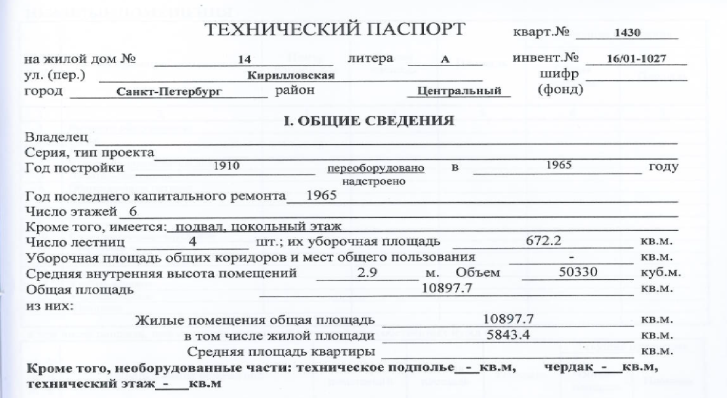 ТЕХНИЧЕСКИЙ ПАСПОРТ кварт.№ 1430
на жилой дом № 14 литера А инвент.№ 16/01-1027
ул. (пер.) Кирилловская шифр
город Санкт-Петербург район Центральный (фонд)
I. ОБЩИЕ СВЕДЕНИЯ
Владелец
Серия, тип проекта
Год постройки 1910 переоборудовано в 1965 году
надстроено
Год последнего капитального ремонта 1965
Число этажей 6
Кроме того, имеется: подвал, цокольный этаж
Число лестниц 4 шт.; их уборочная площадь 672.2 кв.м.
Уборочная площадь общих коридоров и мест общего пользования - кв.м.
Средняя внутренняя высота помещений 2.9 м. Объем 50330 куб.м.
Общая площадь 10897.7 кв.м.
из них:
Жилые помещения общая площадь 10897.7 кв.м.
в том числе жилой площади 5843.4 кв.м.
Средняя площадь квартиры кв.м.
Кроме того, необорудованные части: техническое подполье - кв.м, чердак - кв.м,
технический этаж - кв.м